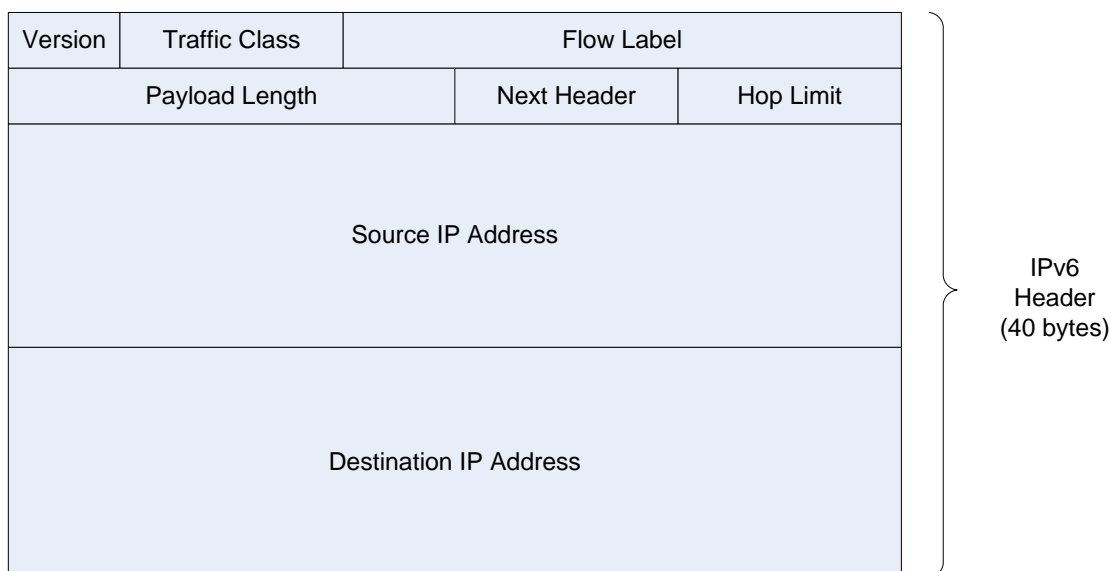 Version Traffic Class Flow Label
Payload Length Next Header Hop Limit
Source IP Address
Destination IP Address
IPv6
Header
(40 bytes)